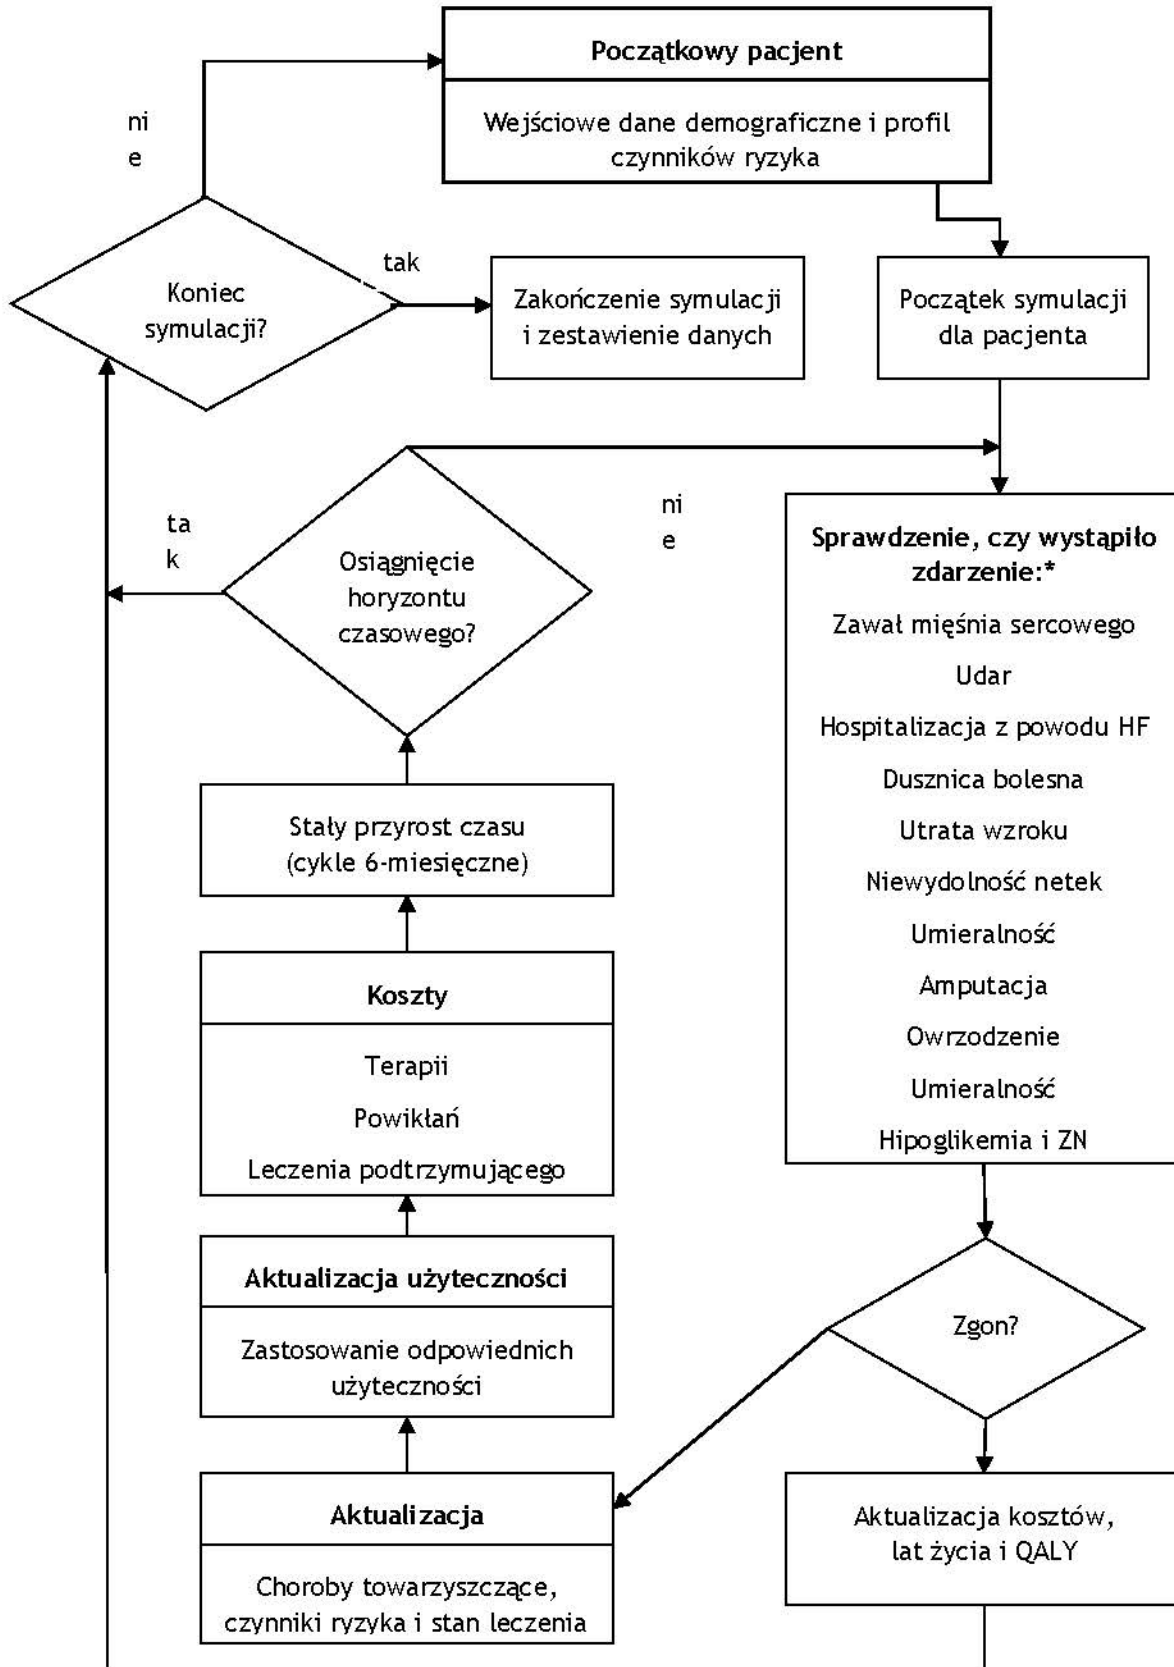 Początkowy pacjent
Wejściowe dane demograficzne i profil
czynników ryzyka
ni
e
tak
Koniec
symulacji?
Zakończenie symulacji
i zestawienie danych
Początek symulacji
dla pacjenta
ni
e
ta
k
Osiągnięcie
horyzontu
czasowego?
Sprawdzenie, czy wystąpiło
zdarzenie:*
Zawał mięśnia sercowego
Udar
Hospitalizacja z powodu HF
Dusznica bolesna
Utrata wzroku
Niewydolność netek
Umieralność
Amputacja
Owrzodzenie
Umieralność
Hipoglikemia i ZN
Stały przyrost czasu
(cykle 6-miesięczne)
Koszty
Terapii
Powikłań
Leczenia podtrzymującego
Aktualizacja użyteczności
Zastosowanie odpowiednich
użyteczności
Zgon?
Aktualizacja
Choroby towarzyszczące,
czynniki ryzyka i stan leczenia
Aktualizacja kosztów,
lat życia i QALY